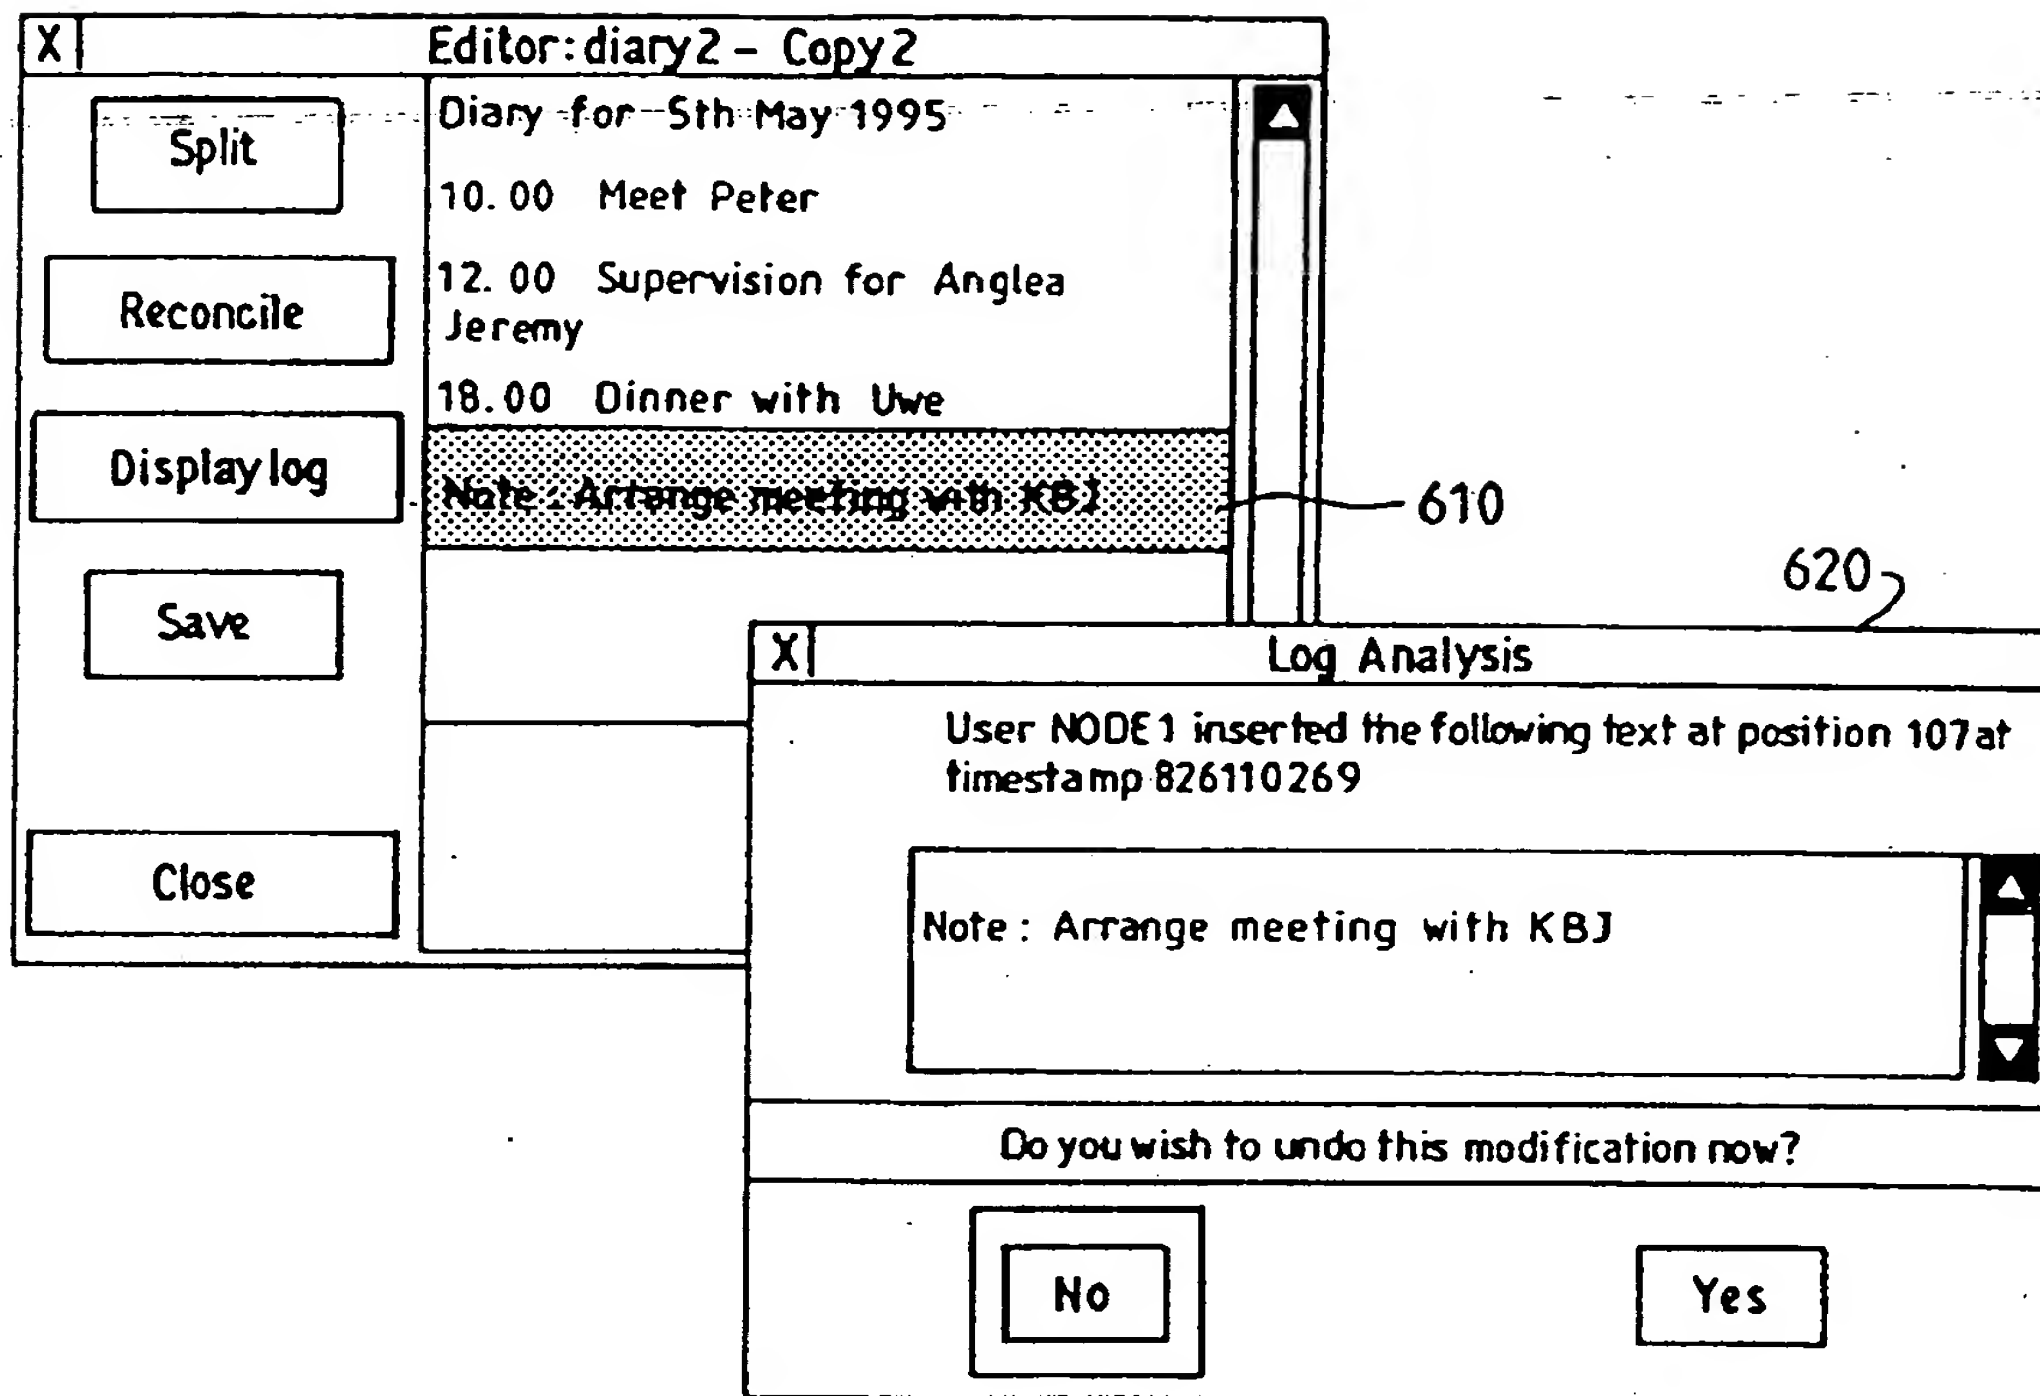 X
Editor:diary2 - Copy2
Split
Reconcile
Display log
Save
Close
Diary for 5th May 1995
10.00 Meet Peter
12.00 Supervision for Anglea
Jeremy
18.00 Dinner with Uwe
Note : Arrange meeting with KBJ
610
620
X
Log Analysis
User NODE1 inserted the following text at position 107 at
timestamp 826110269
Note : Arrange meeting with KBJ
Do you wish to undo this modification now?
No
Yes